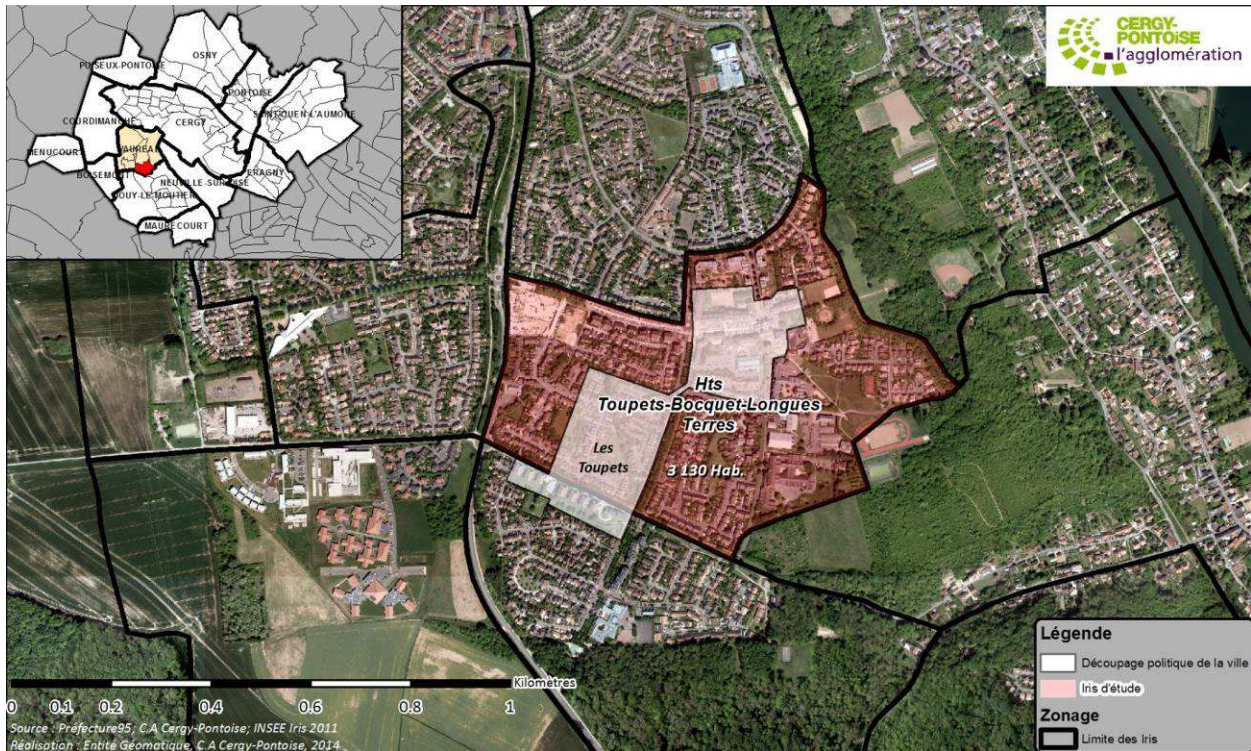 OSNY
PUISEUX-PONTOISE
PONTOISE
SAINT-OUEN-L'AUMONE
COURDIMANCHE
CERGY
VAUREAL
MENUCOURT
BOISEMONT
ERAGNY
NEUVILLE-SUR-OISE
JOUY-LE-MOUTIER
MAURECOURT
CERGY-
PONTOISE
l'agglomération
Hts
Toupets-Bocquet-Longues
Terres
Les
Toupets
3 130 Hab.
Kilomètres
0 0.1 0.2 0.4 0.6 0.8 1
Source : Préfecture95; C.A Cergy-Pontoise; INSEE Iris 2011
Réalisation : Entité Géomatique, C.A Cergy-Pontoise, 2014
Légende
Découpage politique de la ville
Iris d'étude
Zonage
Limite des Iris